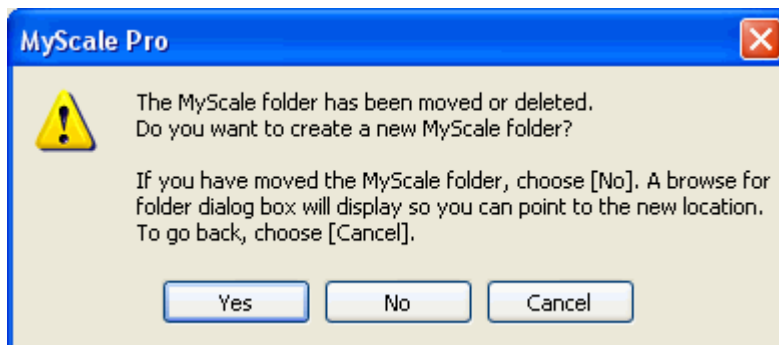 MyScale Pro
The MyScale folder has been moved or deleted.
Do you want to create a new MyScale folder?
If you have moved the MyScale folder, choose [No]. A browse for
folder dialog box will display so you can point to the new location.
To go back, choose [Cancel].
Yes No Cancel